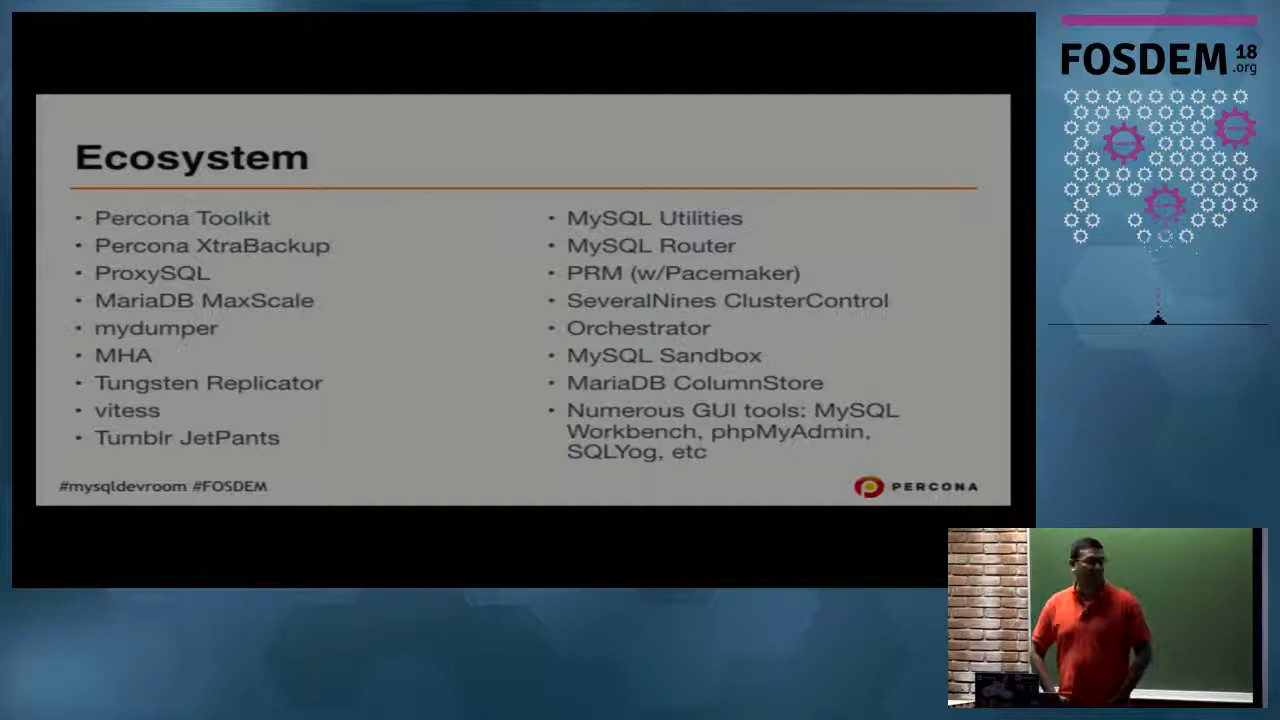 FOSDEM 18
.org
Ecosystem
• Percona Toolkit
• Percona XtraBackup
• ProxySQL
• MariaDB MaxScale
• mydumper
• MHA
• Tungsten Replicator
• vitess
• Tumblr JetPants
• MySQL Utilities
• MySQL Router
• PRM (w/Pacemaker)
• SeveralNines ClusterControl
• Orchestrator
• MySQL Sandbox
• MariaDB ColumnStore
• Numerous GUI tools: MySQL
Workbench, phpMyAdmin,
SQLYog, etc
#mysqldevroom #FOSDEM
PERCONA